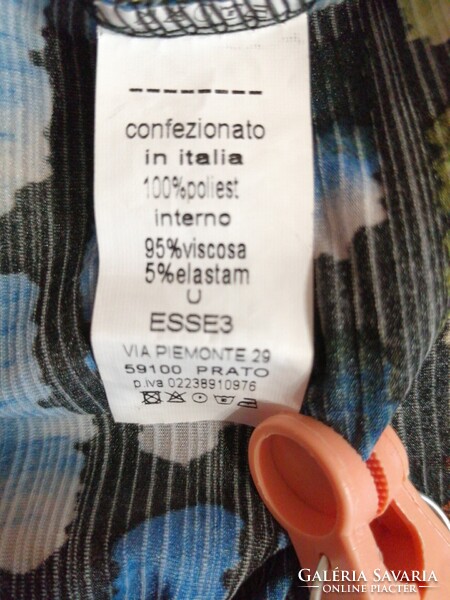 confezionato
in italia
100%poliest
interno
95%viscosa
5%elastam
U
ESSE3
VIA PIEMONTE 29
59100 PRATO
p.iva 02238910976
GALÉRIA SAVARIA
ONLINE PIACTÉR